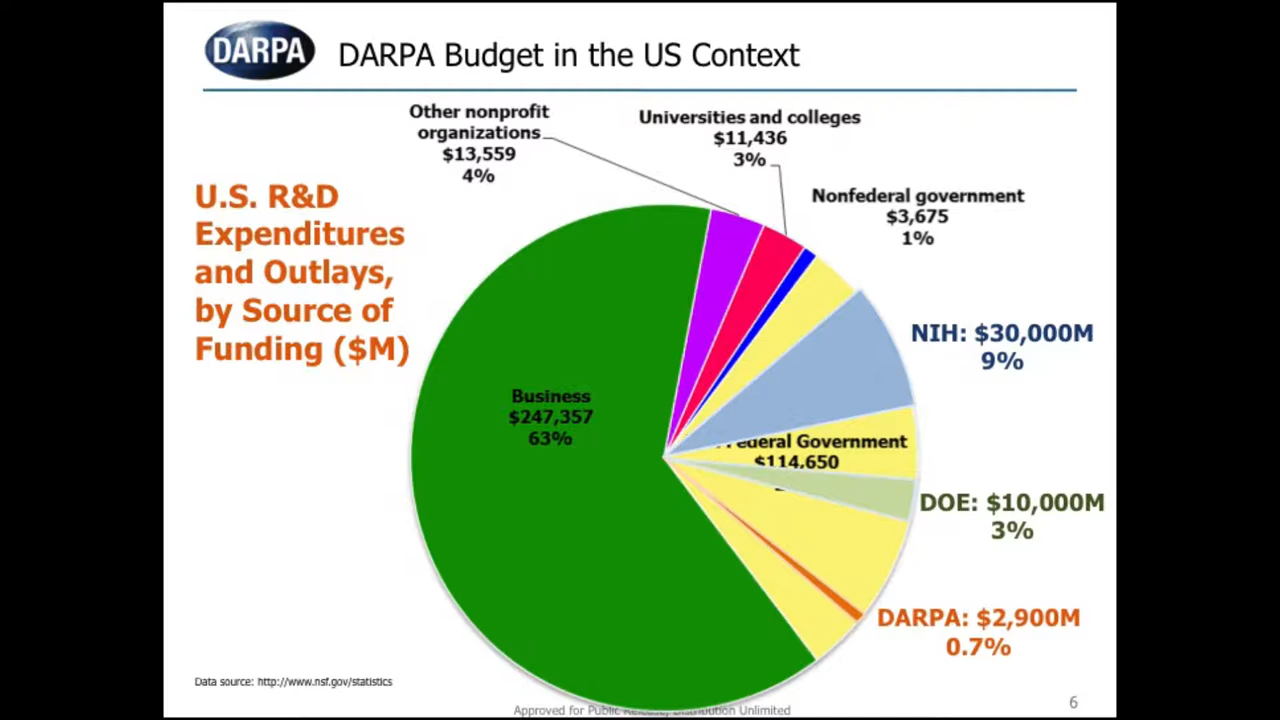 DARPA
DARPA Budget in the US Context
Other nonprofit
organizations
$13,559
4%
Universities and colleges
$11,436
3%
Nonfederal government
$3,675
1%
U.S. R&D
Expenditures
and Outlays,
by Source of
Funding ($M)
NIH: $30,000M
9%
Business
$247,357
63%
Federal Government
$114,650
DOE: $10,000M
3%
DARPA: $2,900M
0.7%
Data source: http://www.nsf.gov/statistics
Approved for Public Release, Distribution Unlimited
6